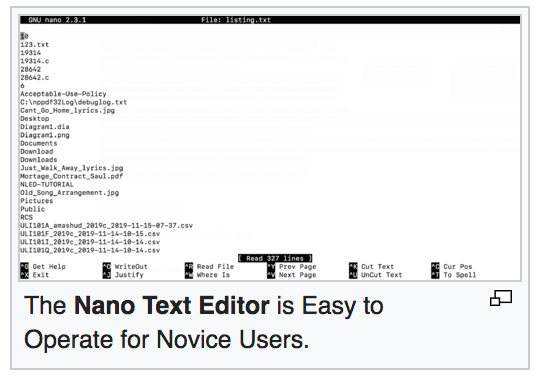 GNU nano 2.3.1 File: listing.txt
10
123.txt
19314
19314.c
28642
28642.c
6
Acceptable-Use-Policy
C:\nppdf32Log\debuglog.txt
Cant_Go_Home_lyrics.jpg
Desktop
Diagram1.dia
Diagram1.png
Documents
Download
Downloads
Just_Walk_Away_lyrics.jpg
Mortage_Contract_Saul.pdf
NLED-TUTORIAL
Old_Song_Arrangement.jpg
Pictures
Public
RCS
ULI101A_amashud_2019c_2019-11-15-07-37.csv
ULI101F_2019c_2019-11-14-10-15.csv
ULI101I_2019c_2019-11-14-10-14.csv
ULI101Q_2019c_2019-11-14-10-14.csv
[ Read 327 lines ]
^G Get Help ^O WriteOut ^R Read File ^Y Prev Page ^K Cut Text ^C Cur Pos
^X Exit ^J Justify ^W Where Is ^V Next Page ^U UnCut Text ^T To Spell
The Nano Text Editor is Easy to
Operate for Novice Users.